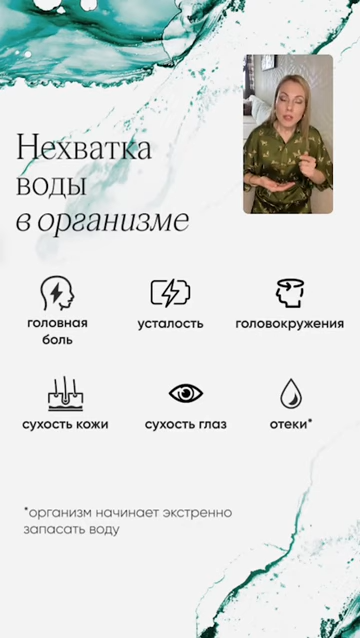 Нехватка
воды
в организме
головная
боль
усталость
головокружения
сухость кожи
сухость глаз
отеки*
*организм начинает экстренно
запасать воду